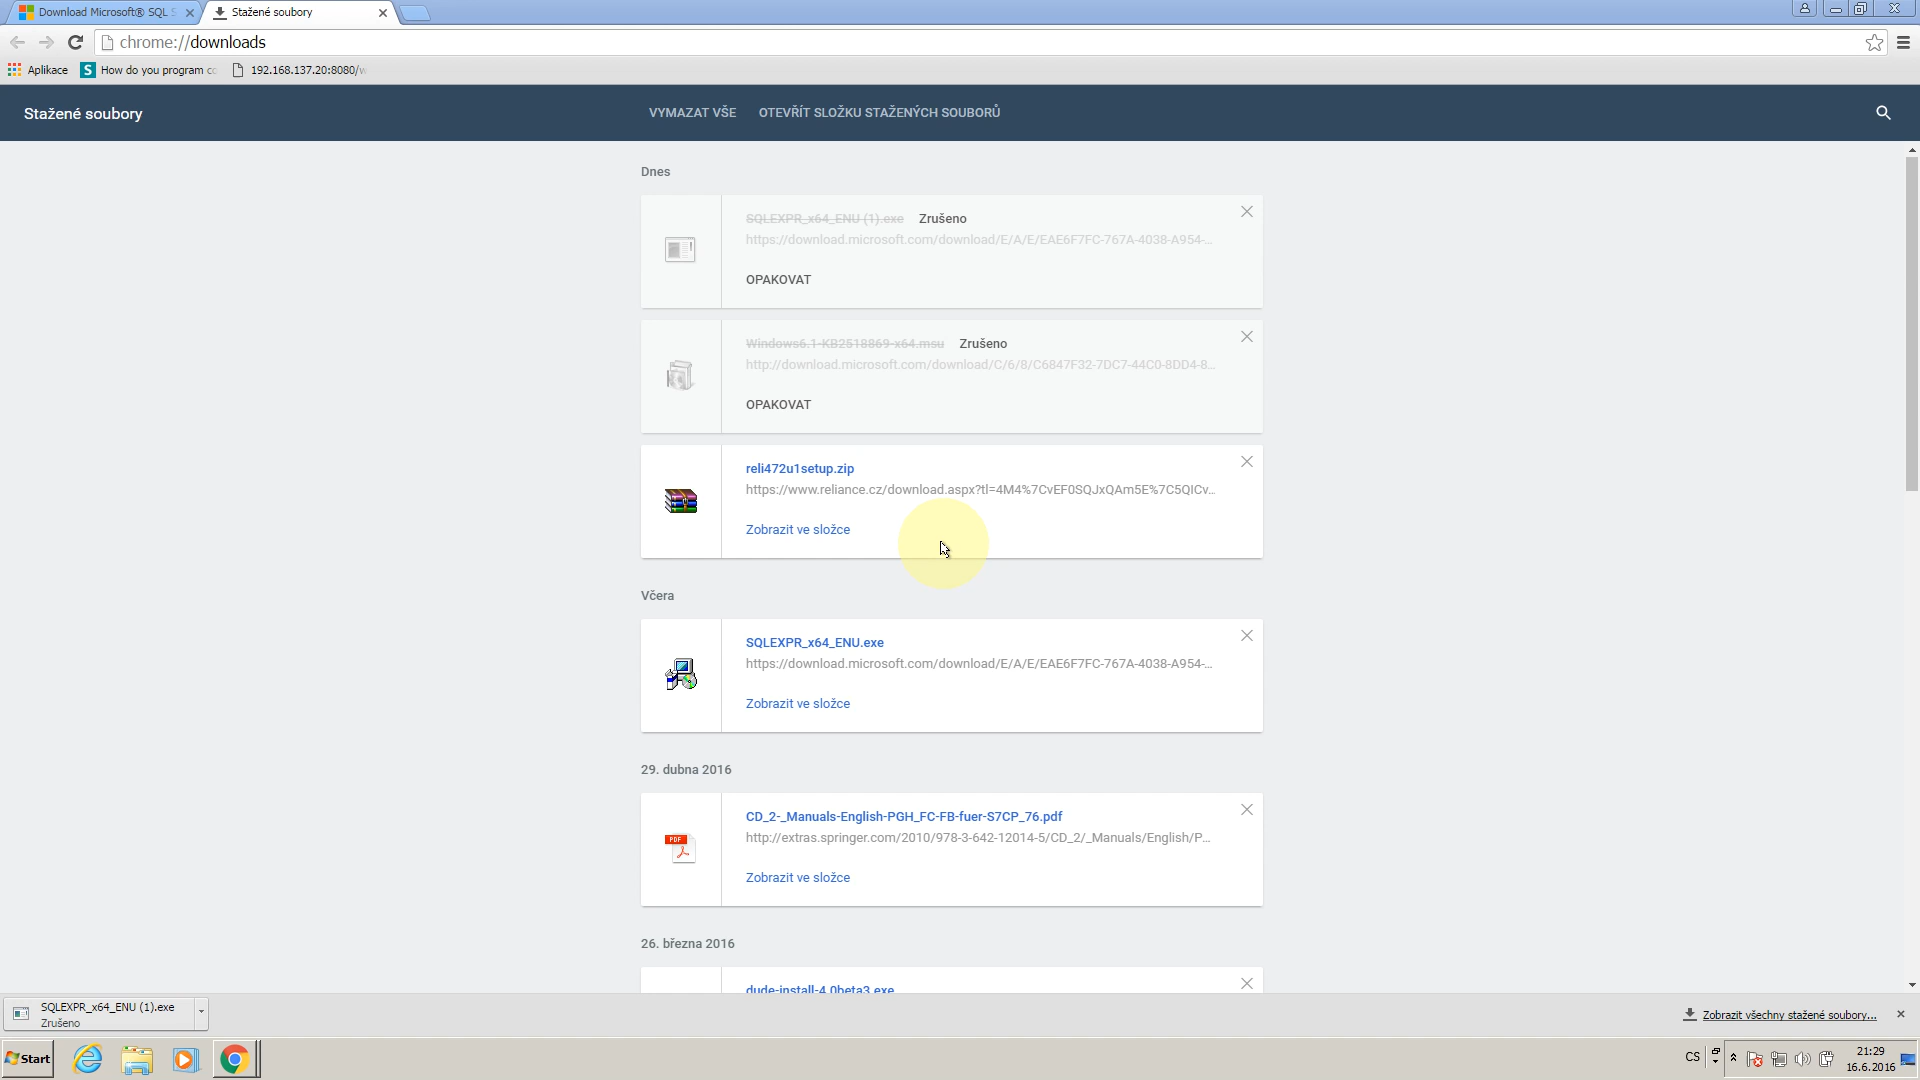 Download Microsoft® SQL S
Stažené soubory
chrome://downloads
Aplikace
How do you program co
192.168.137.20:8080/w
Stažené soubory
VYMAZAT VŠE
OTEVŘÍT SLOŽKU STAŽENÝCH SOUBORŮ
Dnes
SQLEXPR_x64_ENU (1).exe Zrušeno
https://download.microsoft.com/download/E/A/E/EAE6F7FC-767A-4038-A954-...
OPAKOVAT
Windows6.1-KB2518869-x64.msu Zrušeno
http://download.microsoft.com/download/C/6/8/C6847F32-7DC7-44C0-8DD4-8...
OPAKOVAT
reli472u1setup.zip
https://www.reliance.cz/download.aspx?tl=4M4%7CvEF0SQJxQAm5E%7C5QICv...
Zobrazit ve složce
Včera
SQLEXPR_x64_ENU.exe
https://download.microsoft.com/download/E/A/E/EAE6F7FC-767A-4038-A954-...
Zobrazit ve složce
29. dubna 2016
CD_2-_Manuals-English-PGH_FC-FB-fuer-S7CP_76.pdf
http://extras.springer.com/2010/978-3-642-12014-5/CD_2/_Manuals/English/P...
Zobrazit ve složce
26. března 2016
dude-install-4.0beta3.exe
SQLEXPR_x64_ENU (1).exe
Zrušeno
Zobrazit všechny stažené soubory...
Start
CS
21:29
16.6.2016